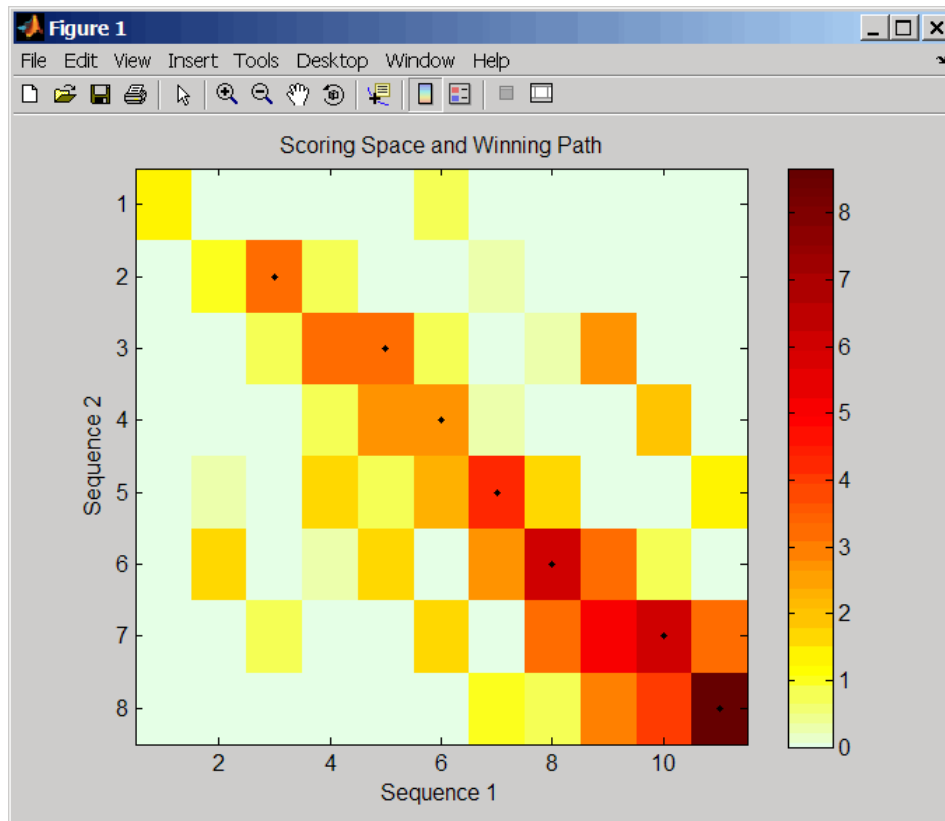 Figure 1
File Edit View Insert Tools Desktop Window Help
Scoring Space and Winning Path
1
2
3
4
5
6
7
8
Sequence 2
2 4 6 8 10
Sequence 1
8
7
6
5
4
3
2
1
0